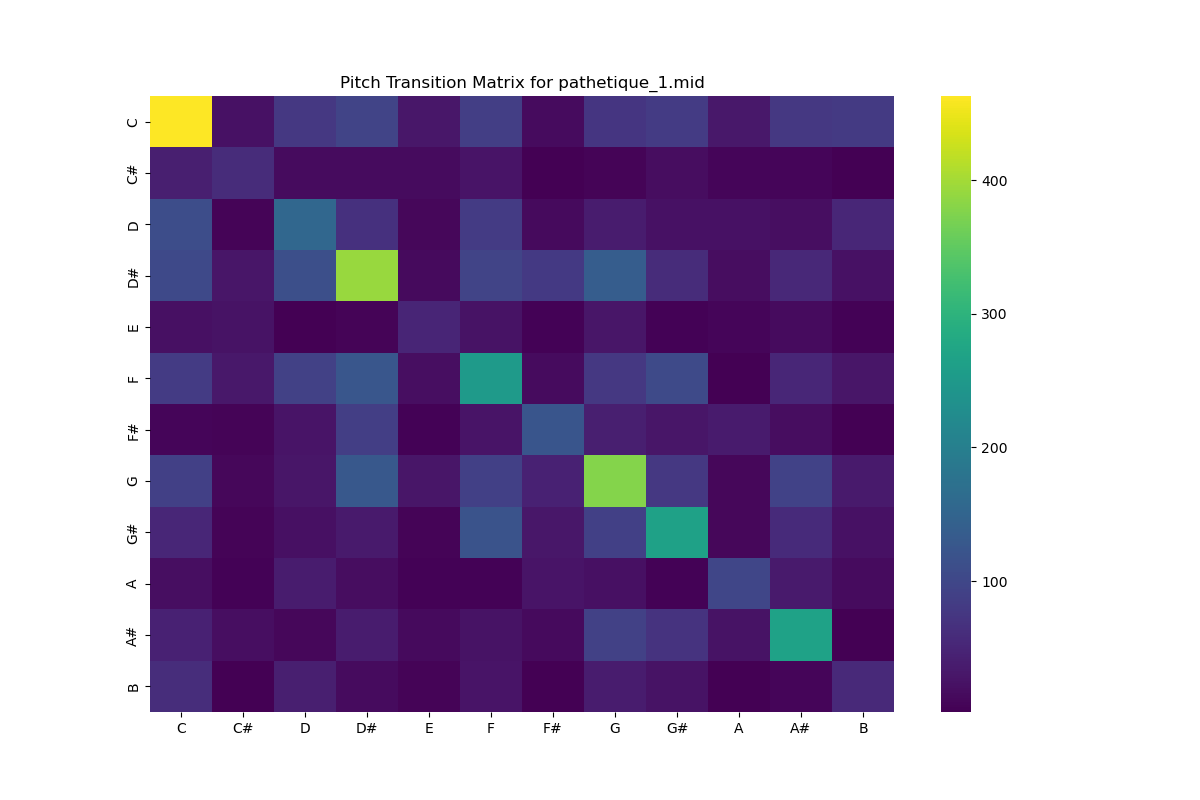 Pitch Transition Matrix for pathetique_1.mid
C
C#
D
D#
E
F
F#
G
G#
A
A#
B
C C# D D# E F F# G G# A A# B
400
300
200
100